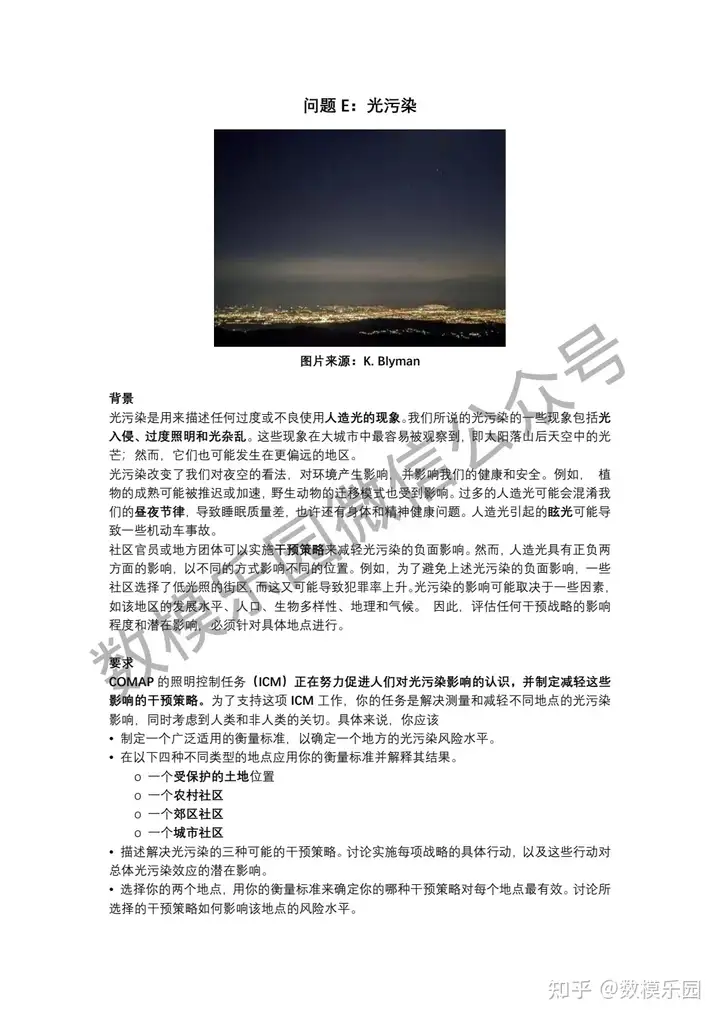 问题 E：光污染
图片来源：K. Blyman
背景
光污染是用来描述任何过度或不良使用人造光的现象。我们所说的光污染的一些现象包括光
入侵、过度照明和光杂乱。这些现象在大城市中最容易被观察到，即太阳落山后天空中的光
芒；然而，它们也可能发生在更偏远的地区。
光污染改变了我们对夜空的看法，对环境产生影响，并影响我们的健康和安全。例如， 植
物的成熟可能被推迟或加速，野生动物的迁移模式也受到影响。过多的人造光可能会混淆我
们的昼夜节律，导致睡眠质量差，也许还有身体和精神健康问题。人造光引起的眩光可能导
致一些机动车事故。
社区官员或地方团体可以实施干预策略来减轻光污染的负面影响。然而，人造光具有正负两
方面的影响，以不同的方式影响不同的位置。例如，为了避免上述光污染的负面影响，一些
社区选择了低光照的街区，而这又可能导致犯罪率上升。光污染的影响可能取决于一些因素，
如该地区的发展水平、人口、生物多样性、地理和气候。 因此，评估任何干预战略的影响
程度和潜在影响，必须针对具体地点进行。
要求
COMAP 的照明控制任务（ICM）正在努力促进人们对光污染影响的认识，并制定减轻这些
影响的干预策略。为了支持这项 ICM 工作，你的任务是解决测量和减轻不同地点的光污染
影响，同时考虑到人类和非人类的关切。具体来说，你应该
• 制定一个广泛适用的衡量标准，以确定一个地方的光污染风险水平。
• 在以下四种不同类型的地点应用你的衡量标准并解释其结果。
o 一个受保护的土地位置
o 一个农村社区
o 一个郊区社区
o 一个城市社区
• 描述解决光污染的三种可能的干预策略。讨论实施每项战略的具体行动，以及这些行动对
总体光污染效应的潜在影响。
• 选择你的两个地点，用你的衡量标准来确定你的哪种干预策略对每个地点最有效。讨论所
选择的干预策略如何影响该地点的风险水平。
数模乐园微信公众号
知乎 @数模乐园